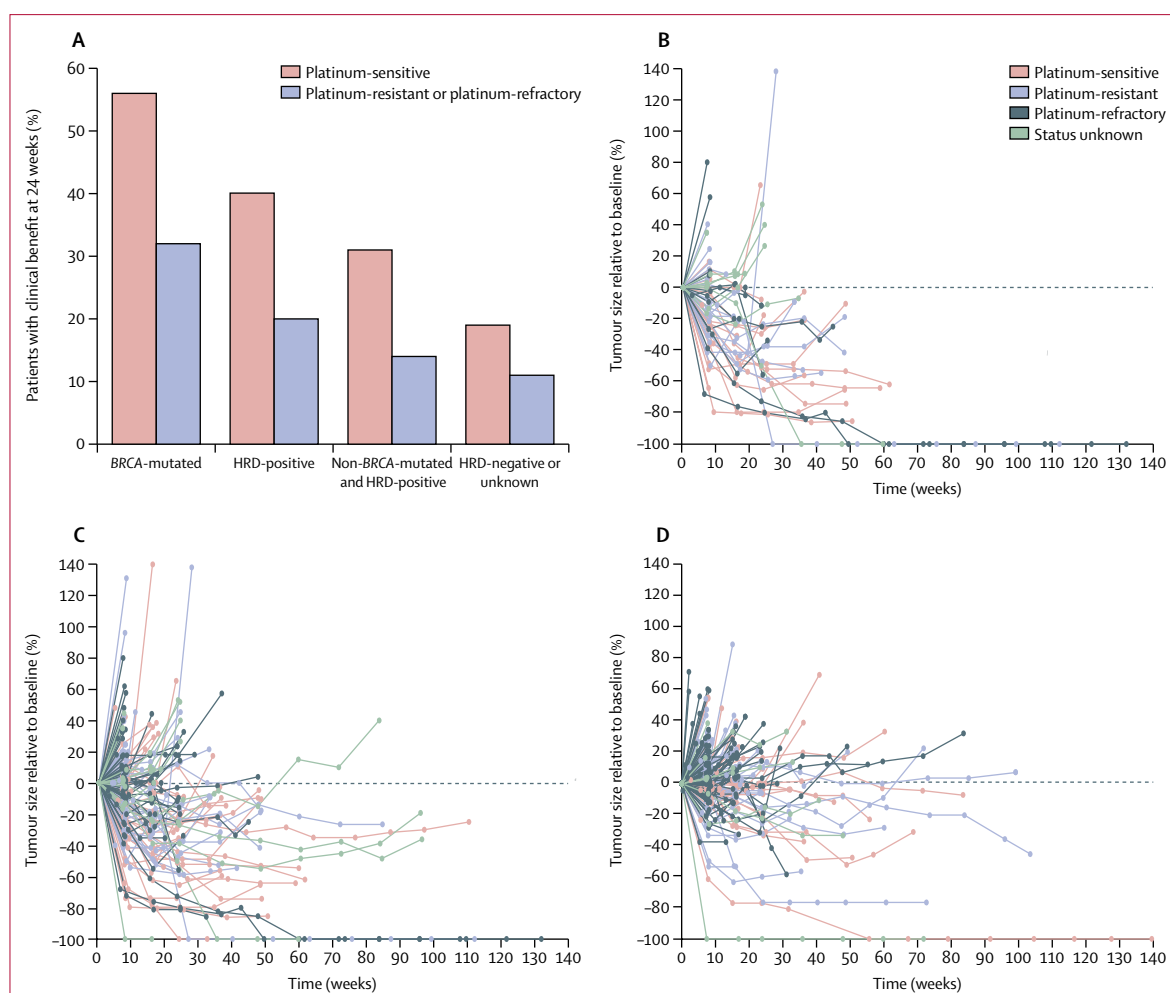 A
Platinum-sensitive
Platinum-resistant or platinum-refractory
Patients with clinical benefit at 24 weeks (%)
60
50
40
30
20
10
0
BRCA-mutated
HRD-positive
Non-BRCA-mutated
and HRD-positive
HRD-negative or
unknown
B
Platinum-sensitive
Platinum-resistant
Platinum-refractory
Status unknown
Tumour size relative to baseline (%)
140
120
100
80
60
40
20
0
–20
–40
–60
–80
–100
0 10 20 30 40 50 60 70 80 90 100 110 120 130 140
Time (weeks)
C
Tumour size relative to baseline (%)
140
120
100
80
60
40
20
0
–20
–40
–60
–80
–100
0 10 20 30 40 50 60 70 80 90 100 110 120 130 140
Time (weeks)
D
Tumour size relative to baseline (%)
140
120
100
80
60
40
20
0
–20
–40
–60
–80
–100
0 10 20 30 40 50 60 70 80 90 100 110 120 130 140
Time (weeks)